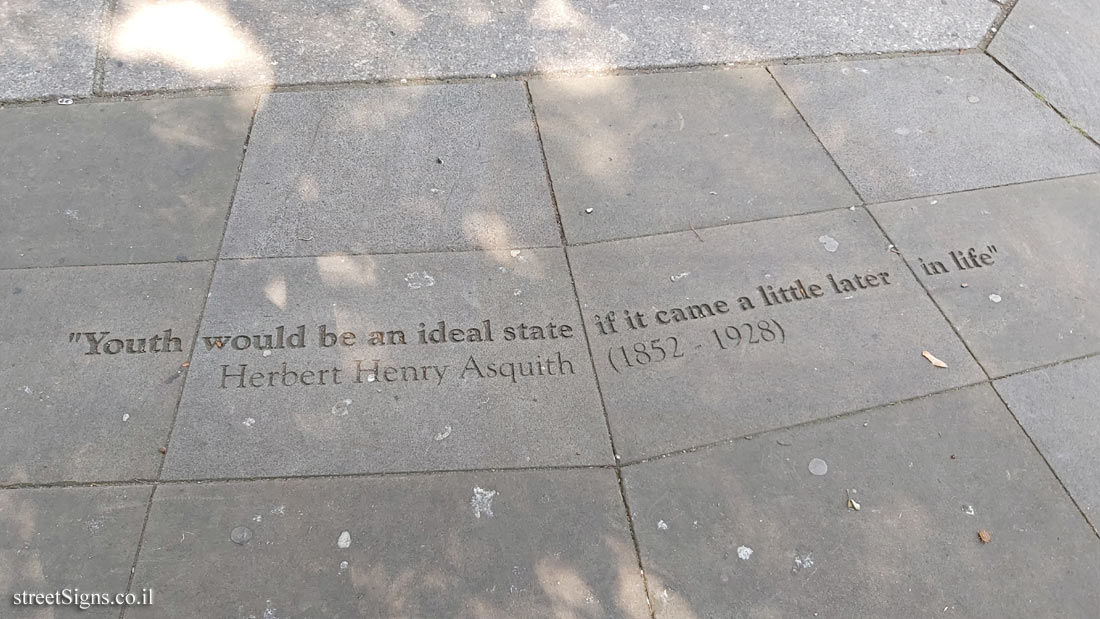 "Youth would be an ideal state if it came a little later in life"
Herbert Henry Asquith (1852 - 1928)
streetSigns.co.il